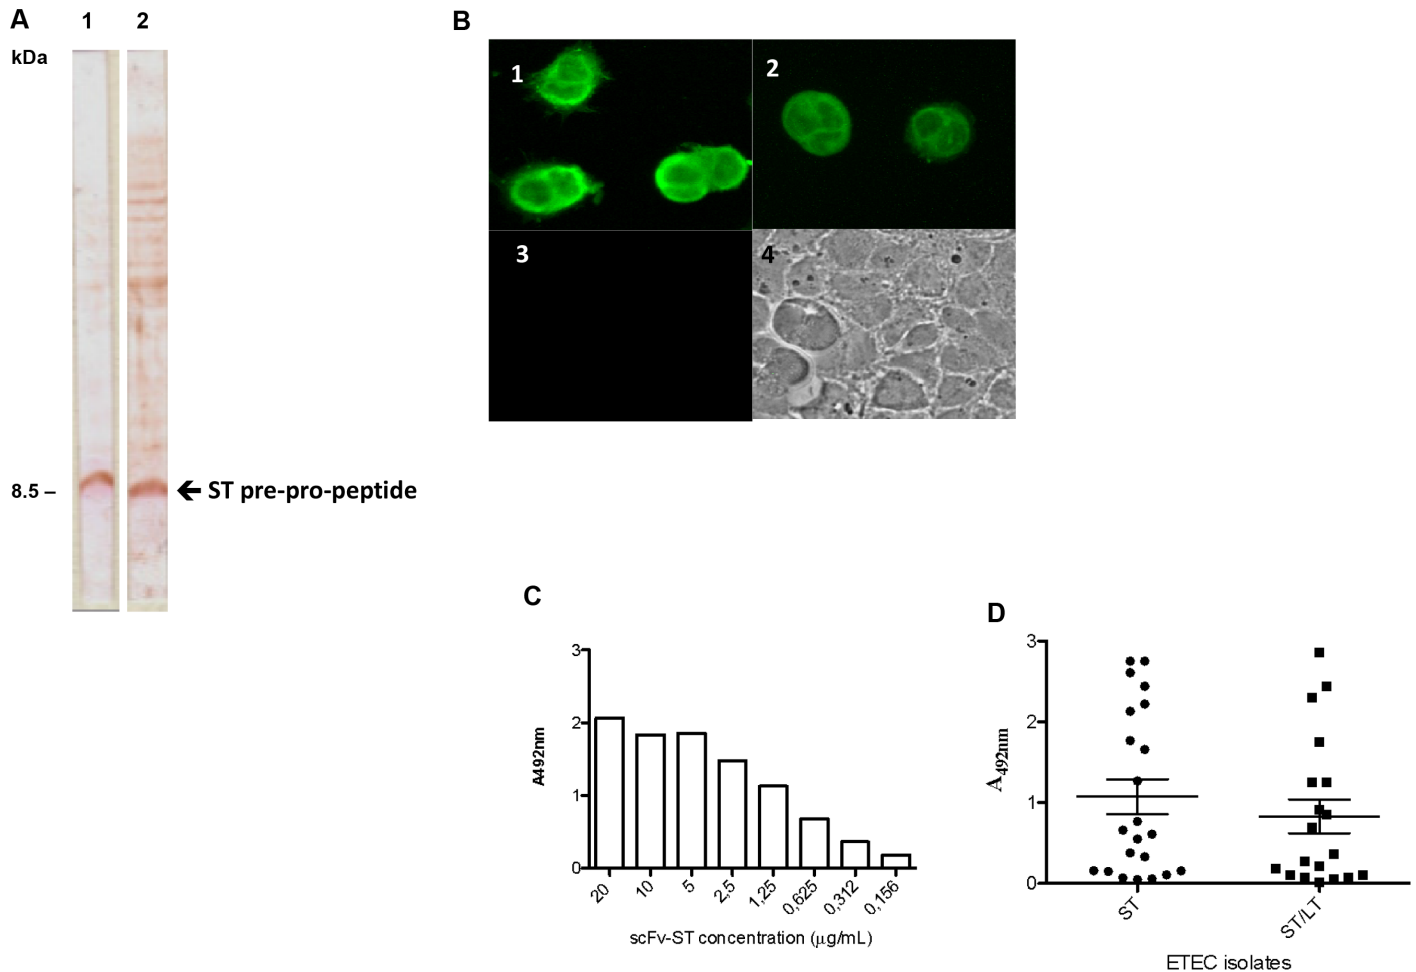 A
1 2
kDa
8.5 –
🡨 ST pre-pro-peptide
B
1
2
3
4
C
3
2
1
0
A492nm
20 10 5 2,5 1,25 0,625 0,312 0,156
scFv-ST concentration (μg/mL)
D
3
2
1
0
A492nm
ST ST/LT
ETEC isolates